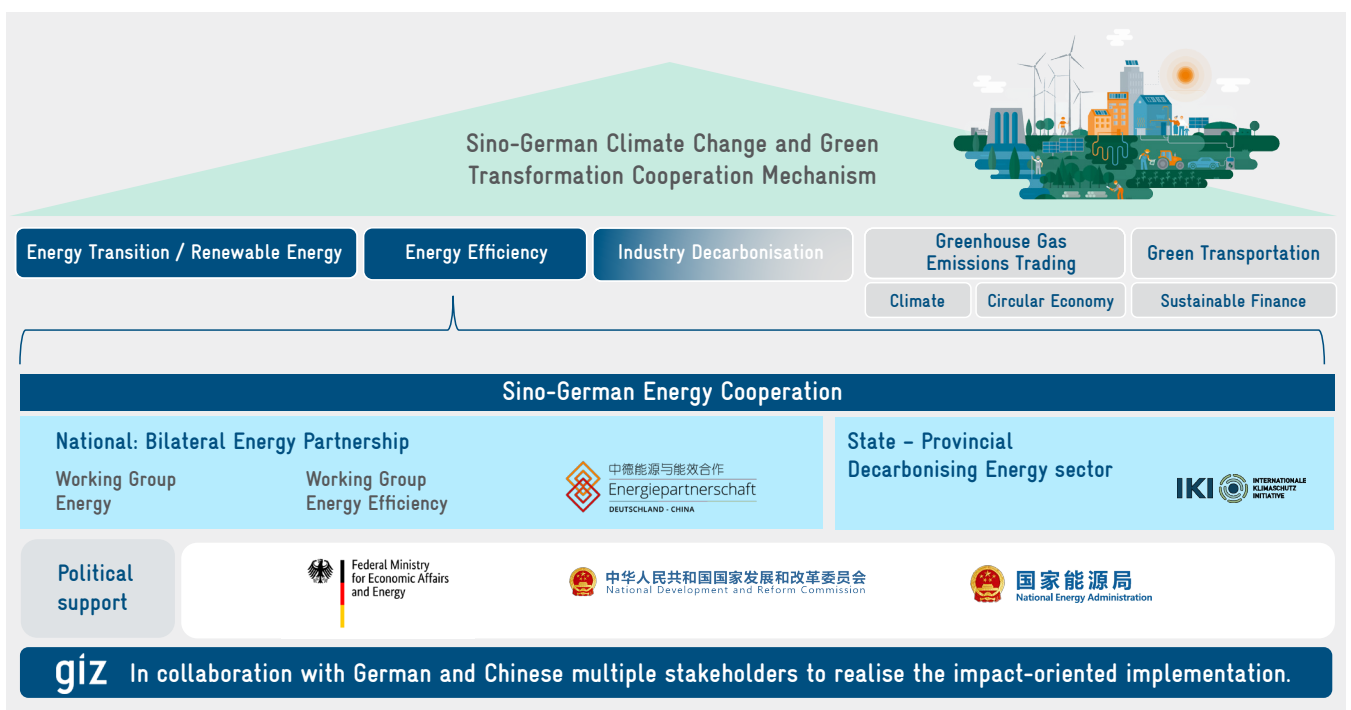 Sino-German Climate Change and Green
Transformation Cooperation Mechanism
Energy Transition / Renewable Energy
Energy Efficiency
Industry Decarbonisation
Greenhouse Gas
Emissions Trading
Green Transportation
Climate
Circular Economy
Sustainable Finance
Sino-German Energy Cooperation
National: Bilateral Energy Partnership
Working Group
Energy
Working Group
Energy Efficiency
中德能源与能效合作
Energiepartnerschaft
DEUTSCHLAND - CHINA
State – Provincial
Decarbonising Energy sector
IKI
INTERNATIONALE
KLIMASCHUTZ
INITIATIVE
Political
support
Federal Ministry
for Economic Affairs
and Energy
中华人民共和国国家发展和改革委员会
National Development and Reform Commission
国家能源局
National Energy Administration
giz In collaboration with German and Chinese multiple stakeholders to realise the impact-oriented implementation.